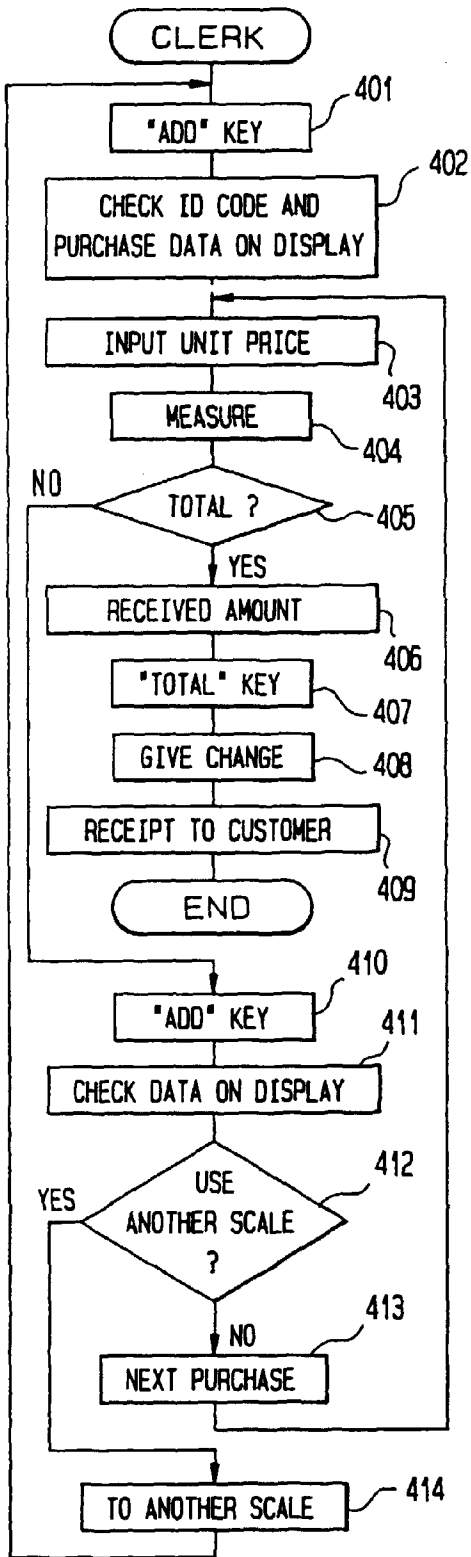 CLERK
401
"ADD" KEY
402
CHECK ID CODE AND
PURCHASE DATA ON DISPLAY
INPUT UNIT PRICE
403
MEASURE
404
NO
TOTAL ?
405
YES
RECEIVED AMOUNT
406
"TOTAL" KEY
407
GIVE CHANGE
408
RECEIPT TO CUSTOMER
409
END
410
"ADD" KEY
411
CHECK DATA ON DISPLAY
412
YES
USE
ANOTHER SCALE
?
413
NO
NEXT PURCHASE
TO ANOTHER SCALE
414